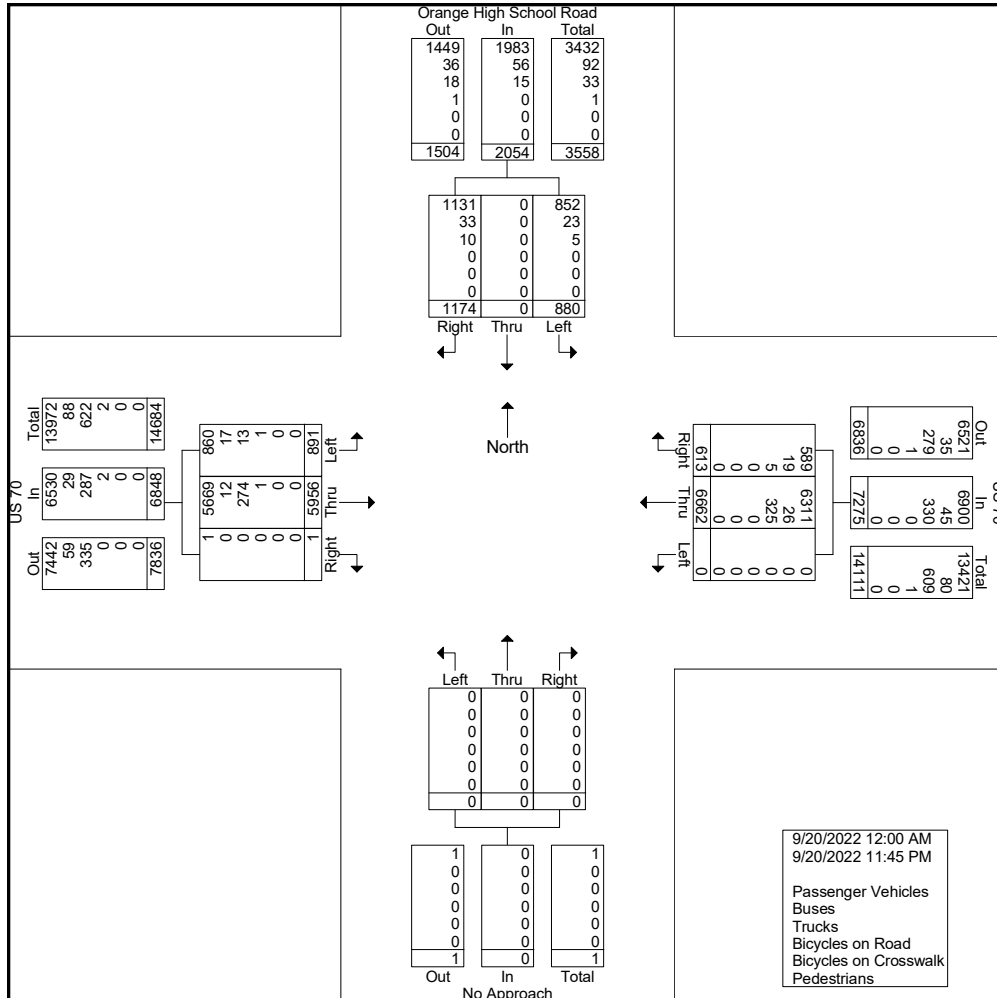 Orange High School Road
Out In Total
1449 1983 3432
36 56 92
18 15 33
1 0 1
0 0 0
0 0 0
1504 2054 3558
1131 0 852
33 0 23
10 0 5
0 0 0
0 0 0
0 0 0
1174 0 880
Right Thru Left
US 70
Total In Out
13972 6530 7442
88 29 59
622 287 335
2 2 0
0 0 0
0 0 0
14684 6848 7836
860 5669 1
17 12 0
13 274 0
1 1 0
0 0 0
0 0 0
891 5956 1
Left Thru Right
North
Right Thru Left
613 6662 0
0 0 0
0 0 0
0 0 0
5 325 0
19 26 0
589 6311 0
Out In Total
6521 6900 13421
35 45 80
279 330 609
1 0 1
0 0 0
0 0 0
6836 7275 14111
Left Thru Right
0 0 0
0 0 0
0 0 0
0 0 0
0 0 0
0 0 0
0 0 0
1 0 1
0 0 0
0 0 0
0 0 0
0 0 0
0 0 0
1 0 1
Out In Total
No Approach
9/20/2022 12:00 AM
9/20/2022 11:45 PM
Passenger Vehicles
Buses
Trucks
Bicycles on Road
Bicycles on Crosswalk
Pedestrians